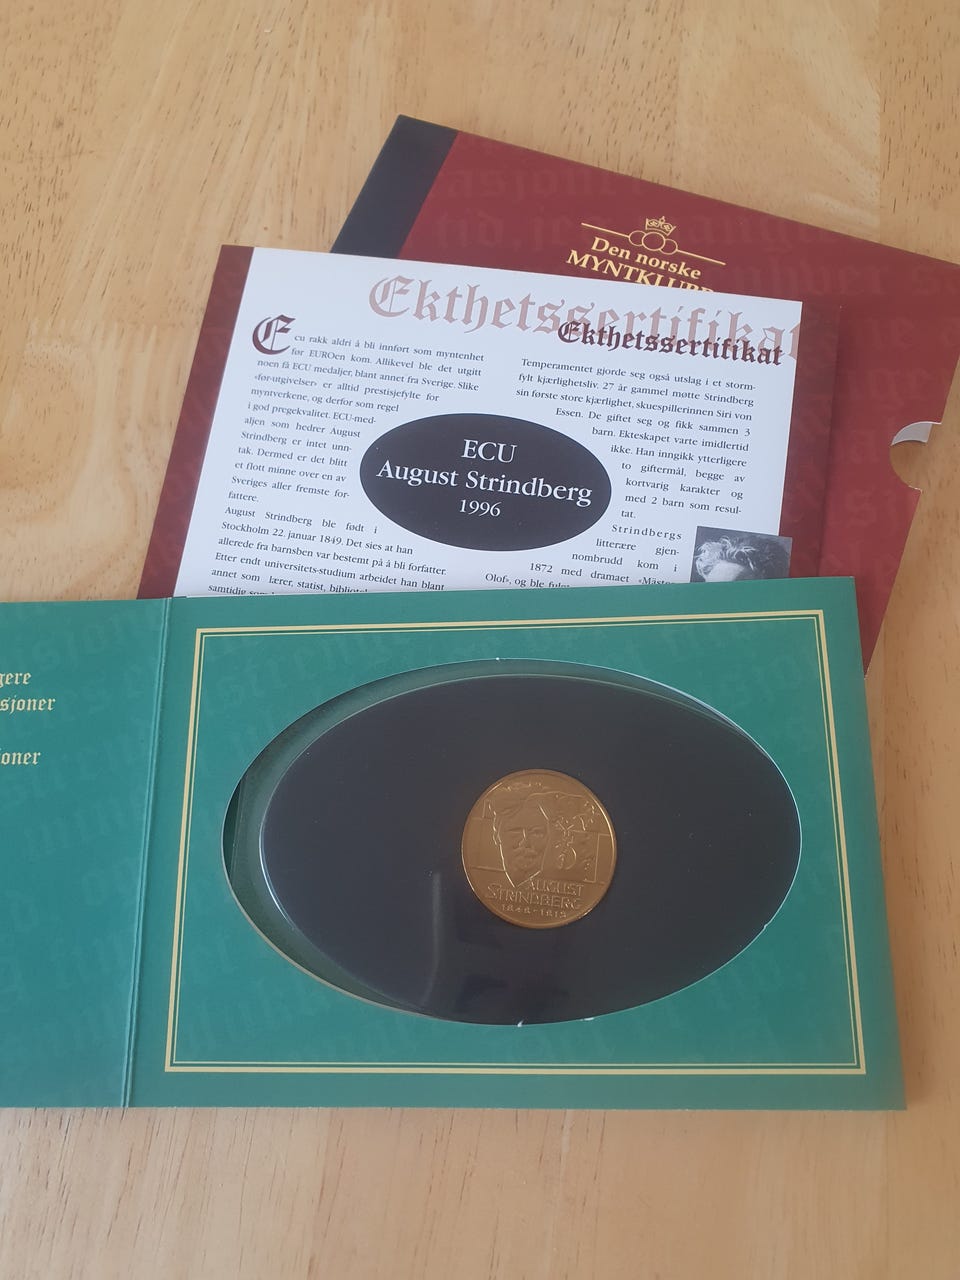 Den norske
MYNTKLUBB
Ekthetssertifikat
Ekthetssertifikat
Ecu rakk aldri å bli innført som myntenhet
før EUROen kom. Allikevel ble det utgitt
noen få ECU medaljer, blant annet fra Sverige. Slike
«før-utgivelser» er alltid prestisjefylte for
myntverkene, og derfor som regel
i god pregekvalitet. ECU-med-
aljen som hedrer August
Strindberg er intet unn-
tak. Dermed er det blitt
et flott minne over en av
Sveriges aller fremste for-
fattere.
August Strindberg ble født i
Stockholm 22. januar 1849. Det sies at han
allerede fra barnsben var bestemt på å bli forfatter.
Etter endt universitets-studium arbeidet han blant
annet som lærer, statist, bibliotek
samtidig som
ECU
August Strindberg
1996
Temperamentet gjorde seg også utslag i et storm-
fylt kjærlighetsliv. 27 år gammel møtte Strindberg
sin første store kjærlighet, skuespillerinnen Siri von
Essen. De giftet seg og fikk sammen 3
barn. Ekteskapet varte imidlertid
ikke. Han inngikk ytterligere
to giftermål, begge av
kortvarig karakter og
med 2 barn som resul-
tat.
Strindbergs
litterære gjen-
nombrudd kom i
1872 med dramaet «Mäster
Olof», og ble
gere
sjoner
oner
AUGUST
STRINDBERG